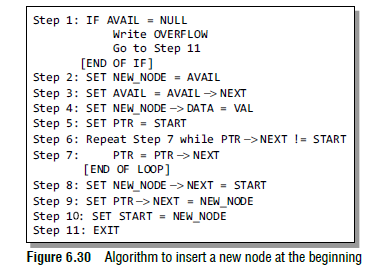 Step 1: IF AVAIL = NULL
Write OVERFLOW
Go to Step 11
[END OF IF]
Step 2: SET NEW_NODE = AVAIL
Step 3: SET AVAIL = AVAIL -> NEXT
Step 4: SET NEW_NODE -> DATA = VAL
Step 5: SET PTR = START
Step 6: Repeat Step 7 while PTR -> NEXT != START
Step 7: PTR = PTR -> NEXT
[END OF LOOP]
Step 8: SET NEW_NODE -> NEXT = START
Step 9: SET PTR -> NEXT = NEW_NODE
Step 10: SET START = NEW_NODE
Step 11: EXIT
Figure 6.30 Algorithm to insert a new node at the beginning